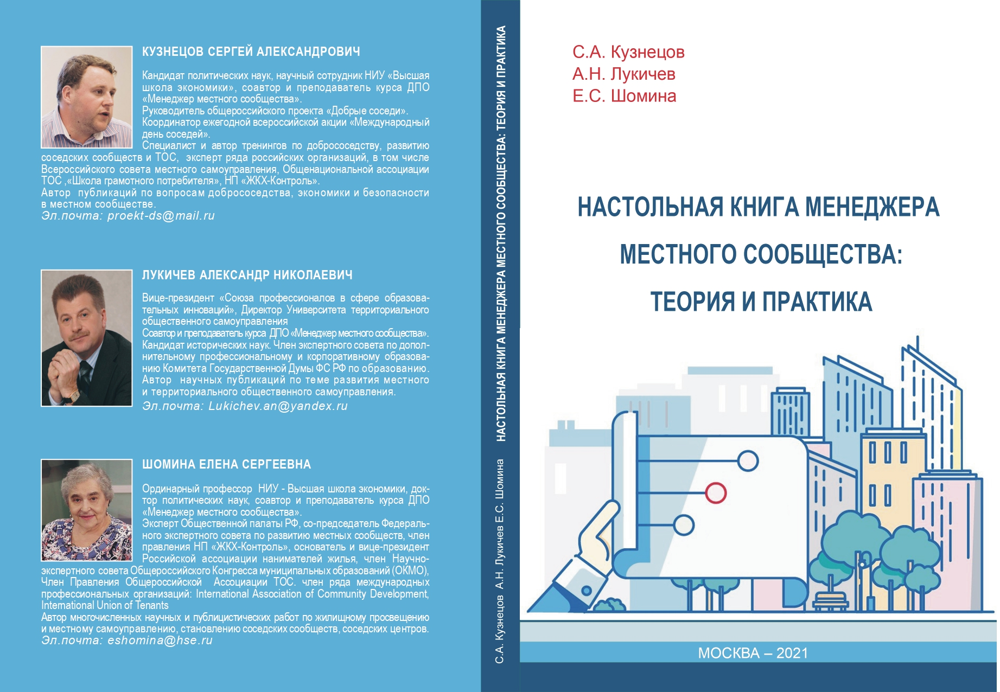 КУЗНЕЦОВ СЕРГЕЙ АЛЕКСАНДРОВИЧ
Кандидат политических наук, научный сотрудник НИУ «Высшая
школа экономики», соавтор и преподаватель курса ДПО
«Менеджер местного сообщества».
Руководитель общероссийского проекта «Добрые соседи».
Координатор ежегодной всероссийской акции «Международный
день соседей».
Специалист и автор тренингов по добрососедству, развитию
соседских сообществ и ТОС, эксперт ряда российских организаций, в том числе
Всероссийского совета местного самоуправления, Общенациональной ассоциации
ТОС ,«Школа грамотного потребителя», НП «ЖКХ-Контроль».
Автор публикаций по вопросам добрососедства, экономики и безопасности
в местном сообществе.
Эл.почта: proekt-ds@mail.ru
ЛУКИЧЕВ АЛЕКСАНДР НИКОЛАЕВИЧ
Вице-президент «Союза профессионалов в сфере образова-
тельных инноваций», Директор Университета территориального
общественного самоуправления
Соавтор и преподаватель курса ДПО «Менеджер местного сообщества».
Кандидат исторических наук. Член экспертного совета по допол-
нительному профессиональному и корпоративному образова-
нию Комитета Государственной Думы ФС РФ по образованию.
Автор научных публикаций по теме развития местного
и территориального общественного самоуправления.
Эл.почта: Lukichev.an@yandex.ru
ШОМИНА ЕЛЕНА СЕРГЕЕВНА
Ординарный профессор НИУ - Высшая школа экономики, док-
тор политических наук, соавтор и преподаватель курса ДПО
«Менеджер местного сообщества».
Эксперт Общественной палаты РФ, со-председатель Федераль-
ного экспертного совета по развитию местных сообществ, член
правления НП «ЖКХ-Контроль», основатель и вице-президент
Российской ассоциации нанимателей жилья, член Научно-
экспертного совета Общероссийского Конгресса муниципальных образований (ОКМО),
Член Правления Общероссийской Ассоциации ТОС. член ряда международных
профессиональных организаций: International Association of Community Development,
International Union of Tenants
Автор многочисленных научных и публицистических работ по жилищному просвещению
и местному самоуправлению, становлению соседских сообществ, соседских центров.
Эл.почта: eshomina@hse.ru
С.А. Кузнецов А.Н. Лукичев Е.С. Шомина НАСТОЛЬНАЯ КНИГА МЕНЕДЖЕРА МЕСТНОГО СООБЩЕСТВА: ТЕОРИЯ И ПРАКТИКА
С.А. Кузнецов
А.Н. Лукичев
Е.С. Шомина
НАСТОЛЬНАЯ КНИГА МЕНЕДЖЕРА
МЕСТНОГО СООБЩЕСТВА:
ТЕОРИЯ И ПРАКТИКА
МОСКВА – 2021